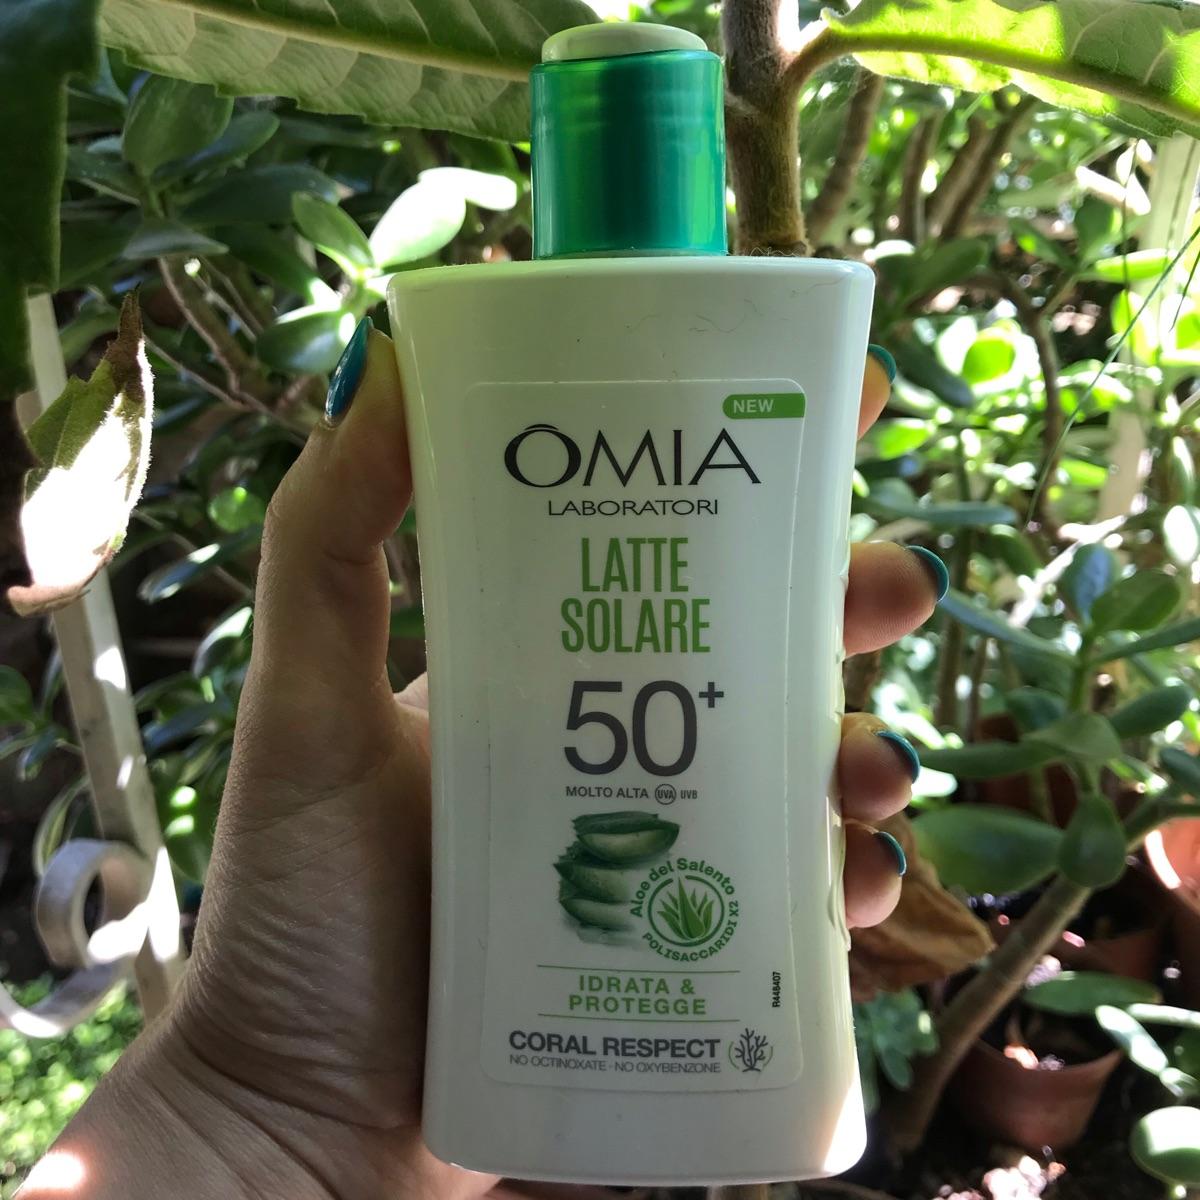 NEW
ÔMIA
LABORATORI
LATTE
SOLARE
50+
MOLTO ALTA UVA UVB
Aloe del Salento
POLISACCARIDI X2
IDRATA &
PROTEGGE
R448407
CORAL RESPECT
NO OCTINOXATE - NO OXYBENZONE